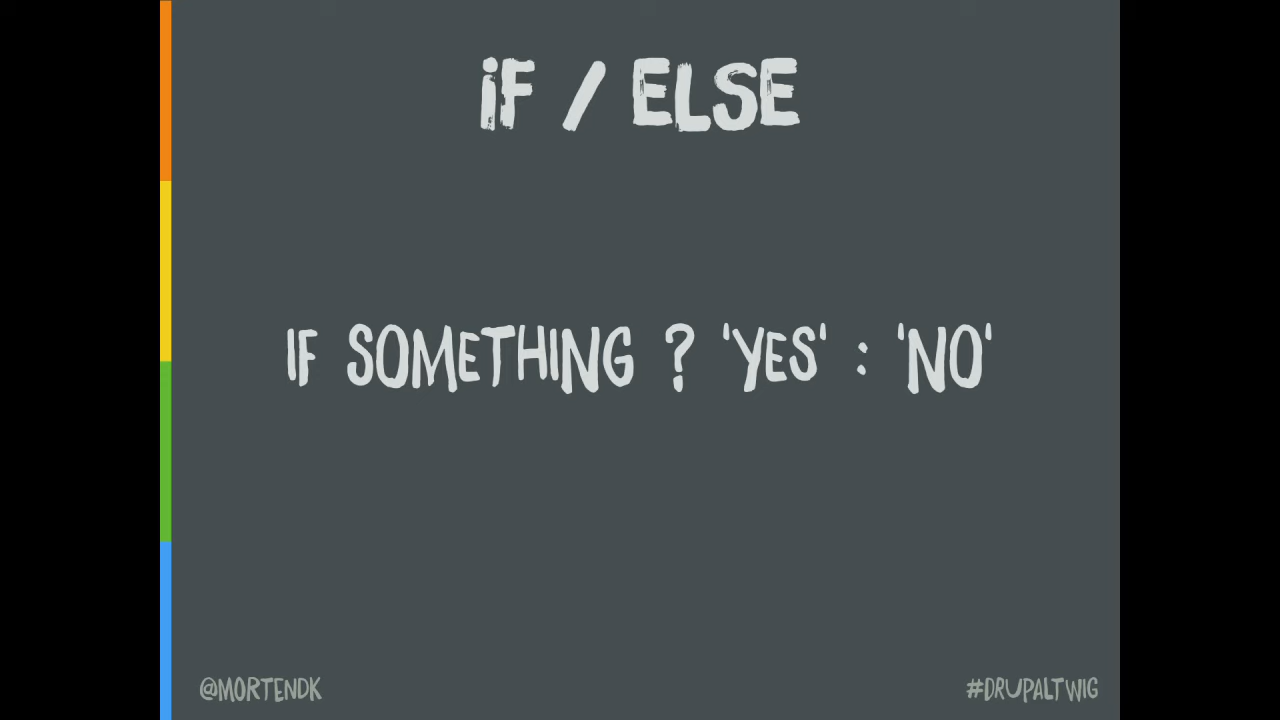 iF / ELSE
IF SOMETHING ? 'YES' : 'NO'
@MORTENDK
#DRUPALTWIG